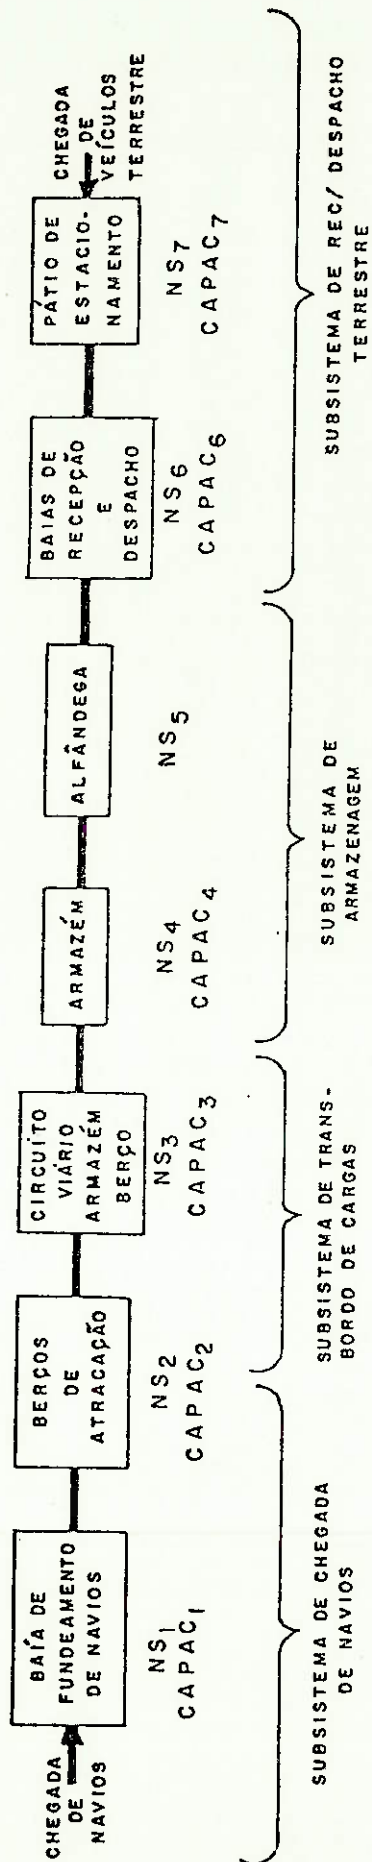 CHEGADA
DE
NAVIOS
BAÍA DE
FUNDEAMENTO
DE NAVIOS
NS1
CAPAC1
BERÇOS
DE
ATRACAÇÃO
NS2
CAPAC2
CIRCUÍTO
VIÁRIO
ARMAZÉM
BERÇO
NS3
CAPAC3
ARMAZÉM
NS4
CAPAC4
ALFÂNDEGA
NS5
BAIAS DE
RECEPÇÃO
E
DESPACHO
NS6
CAPAC6
PÁTIO DE
ESTACIO-
NAMENTO
NS7
CAPAC7
CHEGADA
DE
VEÍCULOS
TERRESTRE
SUBSISTEMA DE CHEGADA
DE NAVIOS
SUBSISTEMA DE TRANS-
BORDO DE CARGAS
SUBSISTEMA DE
ARMAZENAGEM
SUBSISTEMA DE REC/ DESPACHO
TERRESTRE